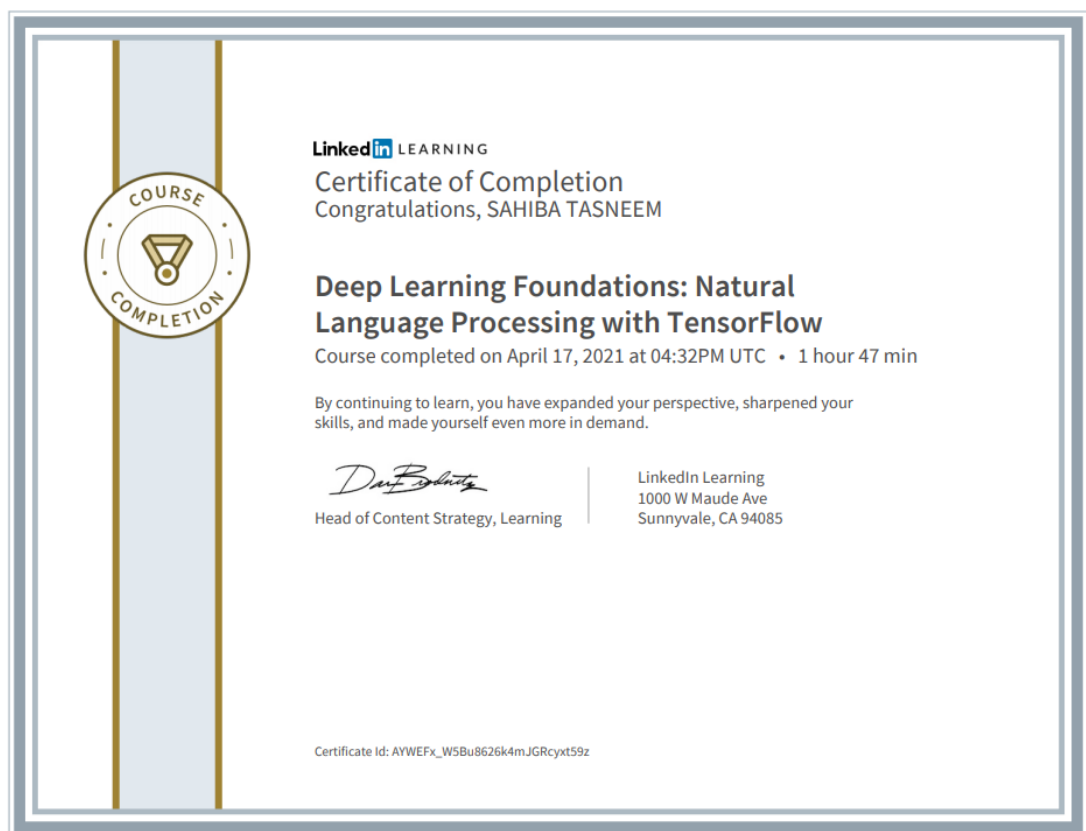 COURSE
COMPLETION
Linked in LEARNING
Certificate of Completion
Congratulations, SAHIBA TASNEEM
Deep Learning Foundations: Natural
Language Processing with TensorFlow
Course completed on April 17, 2021 at 04:32PM UTC • 1 hour 47 min
By continuing to learn, you have expanded your perspective, sharpened your
skills, and made yourself even more in demand.
Head of Content Strategy, Learning
LinkedIn Learning
1000 W Maude Ave
Sunnyvale, CA 94085
Certificate Id: AYWEFx_W5Bu8626k4mJGRcyxt59z